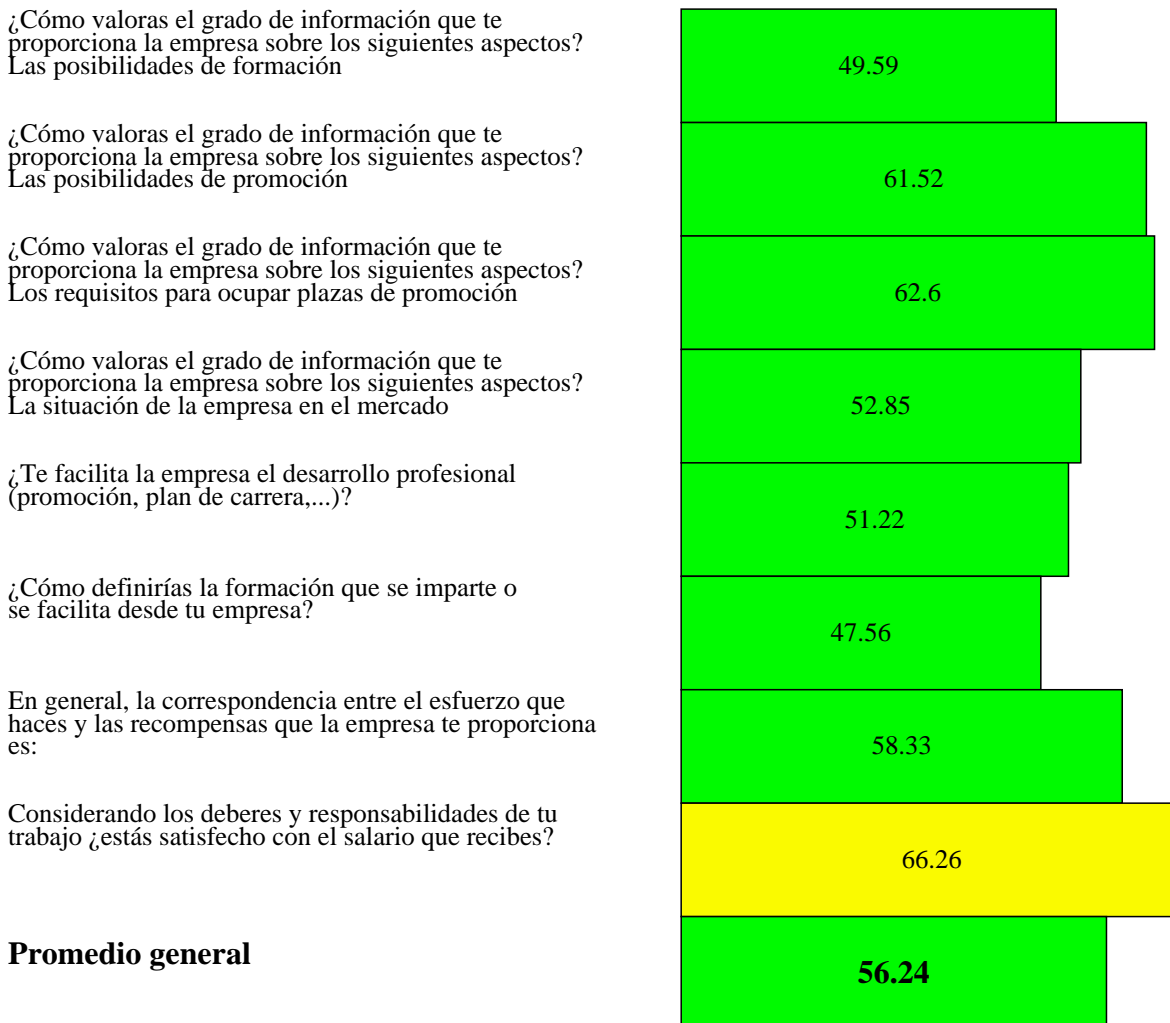 ¿Cómo valoras el grado de información que te
proporciona la empresa sobre los siguientes aspectos?
Las posibilidades de formación
49.59
¿Cómo valoras el grado de información que te
proporciona la empresa sobre los siguientes aspectos?
Las posibilidades de promoción
61.52
¿Cómo valoras el grado de información que te
proporciona la empresa sobre los siguientes aspectos?
Los requisitos para ocupar plazas de promoción
62.6
¿Cómo valoras el grado de información que te
proporciona la empresa sobre los siguientes aspectos?
La situación de la empresa en el mercado
52.85
¿Te facilita la empresa el desarrollo profesional
(promoción, plan de carrera,...)?
51.22
¿Cómo definirías la formación que se imparte o
se facilita desde tu empresa?
47.56
En general, la correspondencia entre el esfuerzo que
haces y las recompensas que la empresa te proporciona
es:
58.33
Considerando los deberes y responsabilidades de tu
trabajo ¿estás satisfecho con el salario que recibes?
66.26
Promedio general
56.24